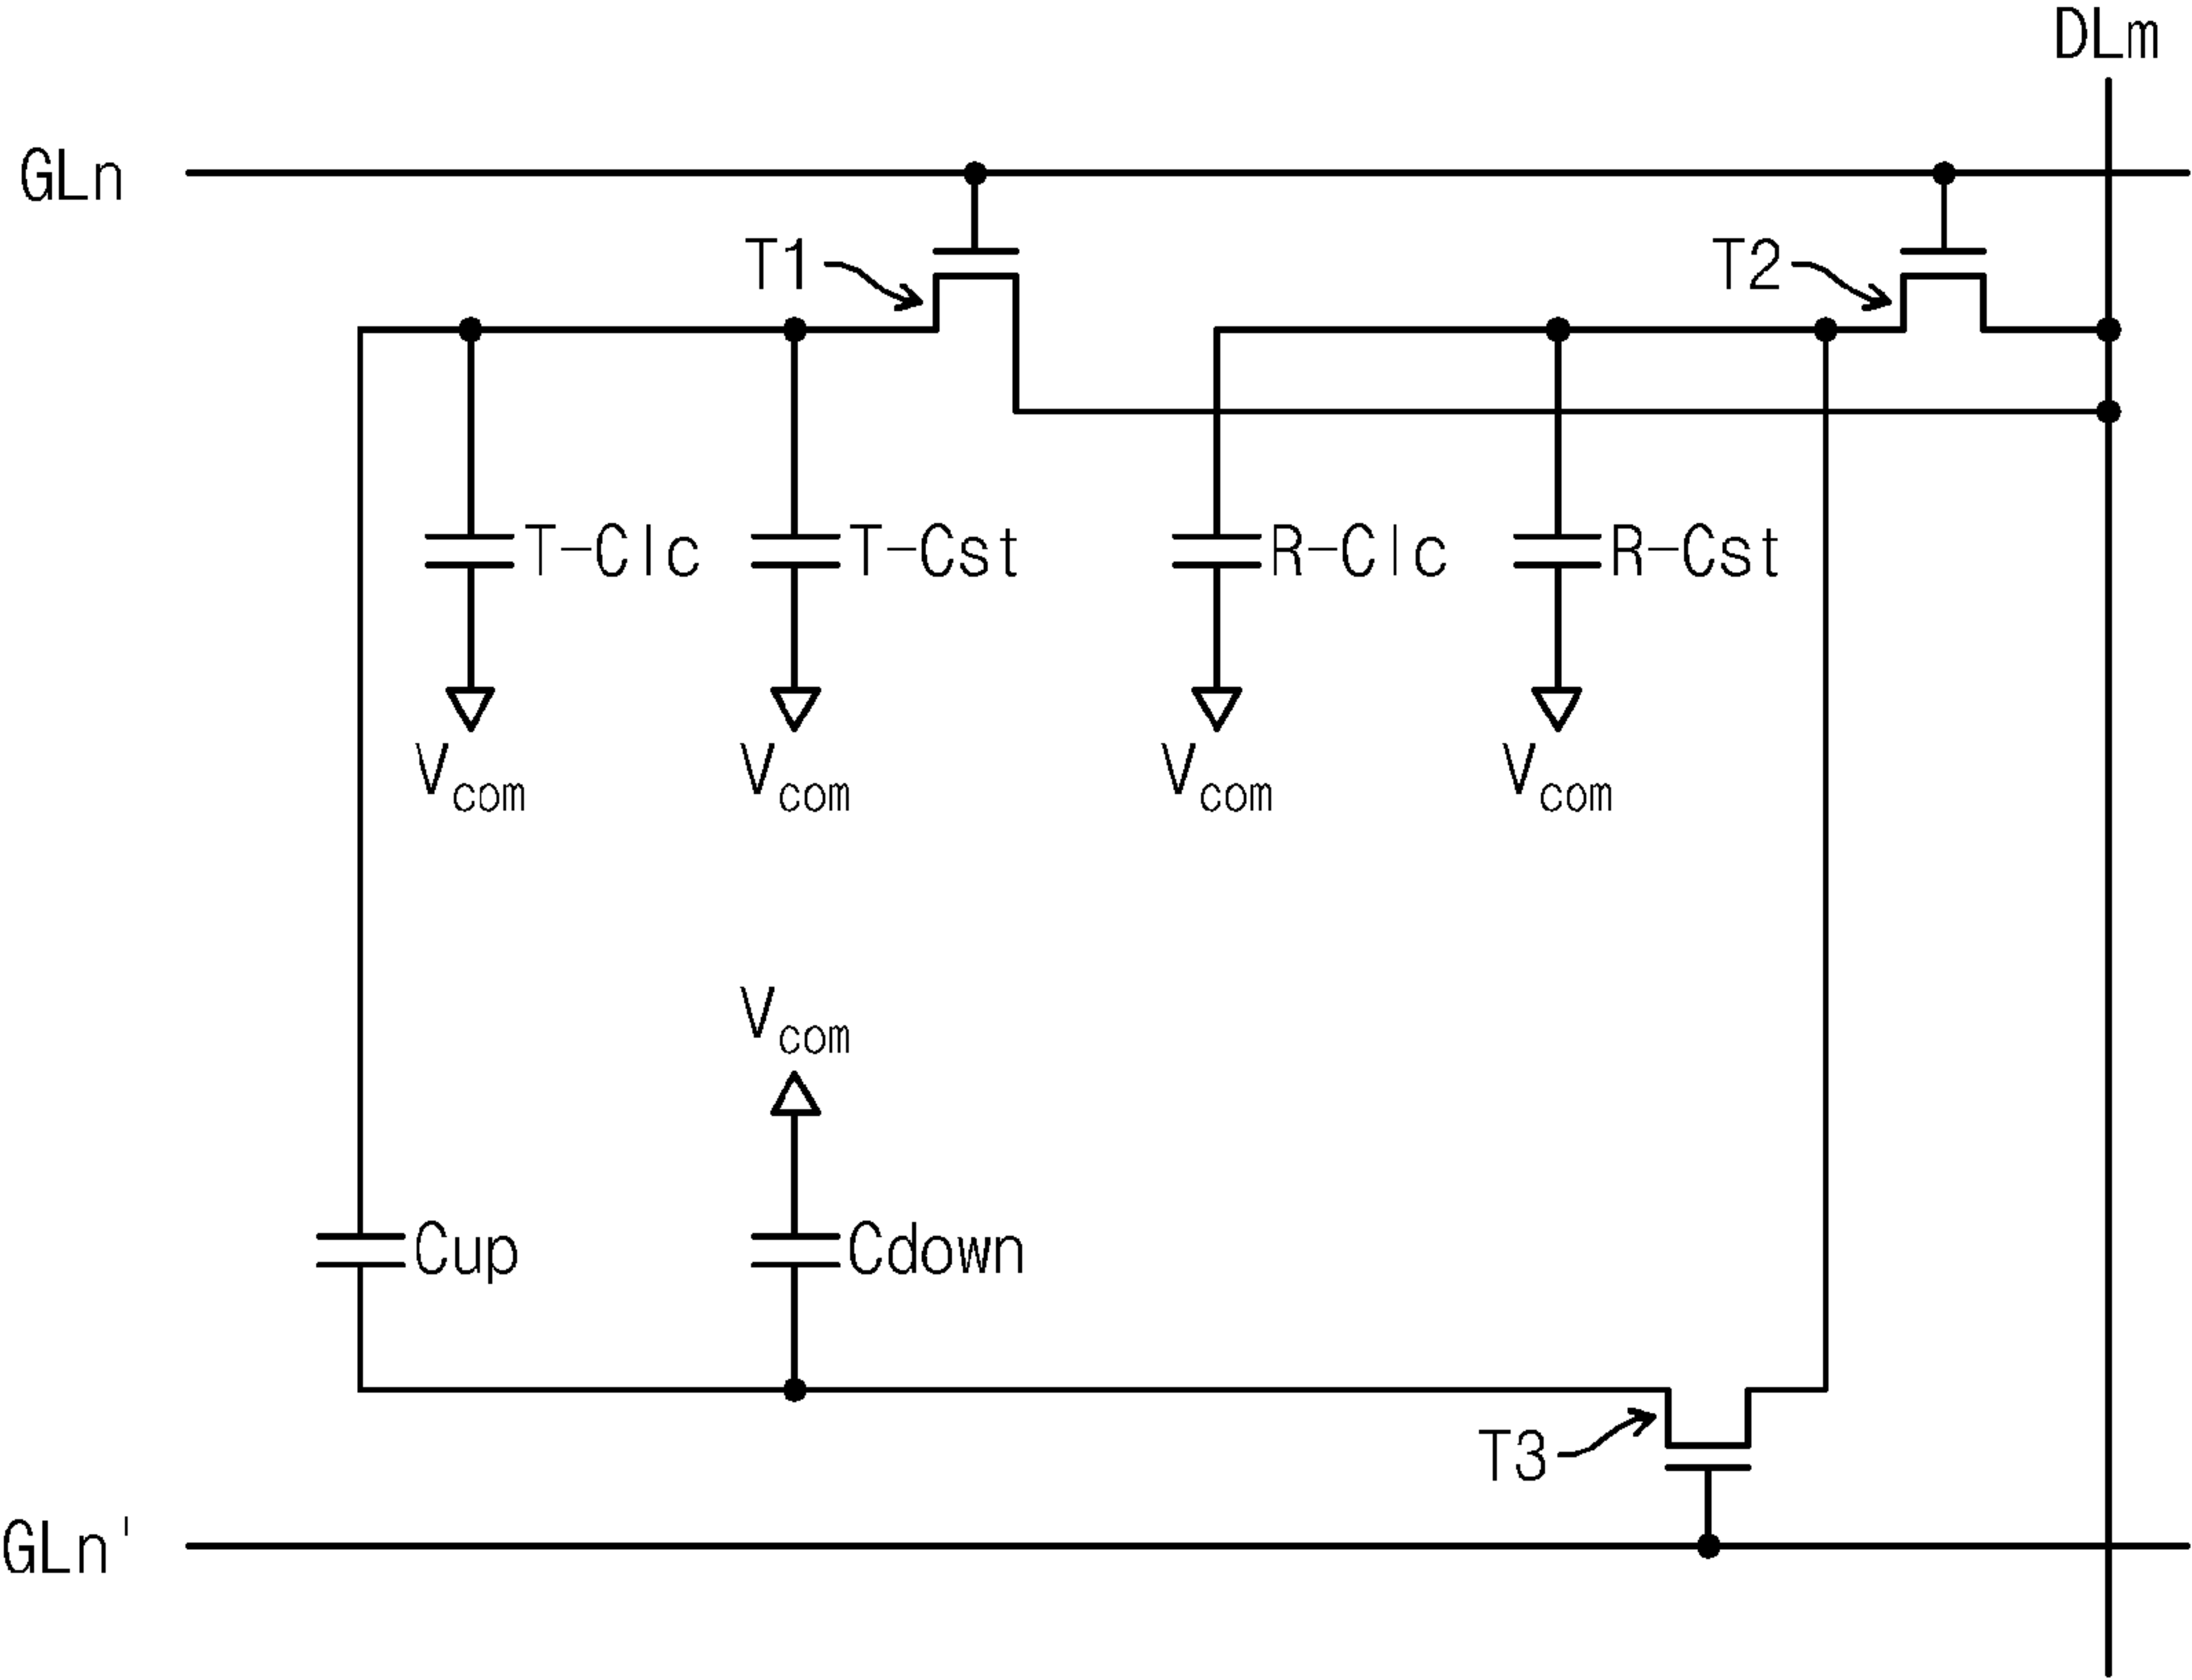 DLm
GLn
T1
T2
T-Clc
T-Cst
R-Clc
R-Cst
Vcom
Vcom
Vcom
Vcom
Vcom
Cup
Cdown
T3
GLn'